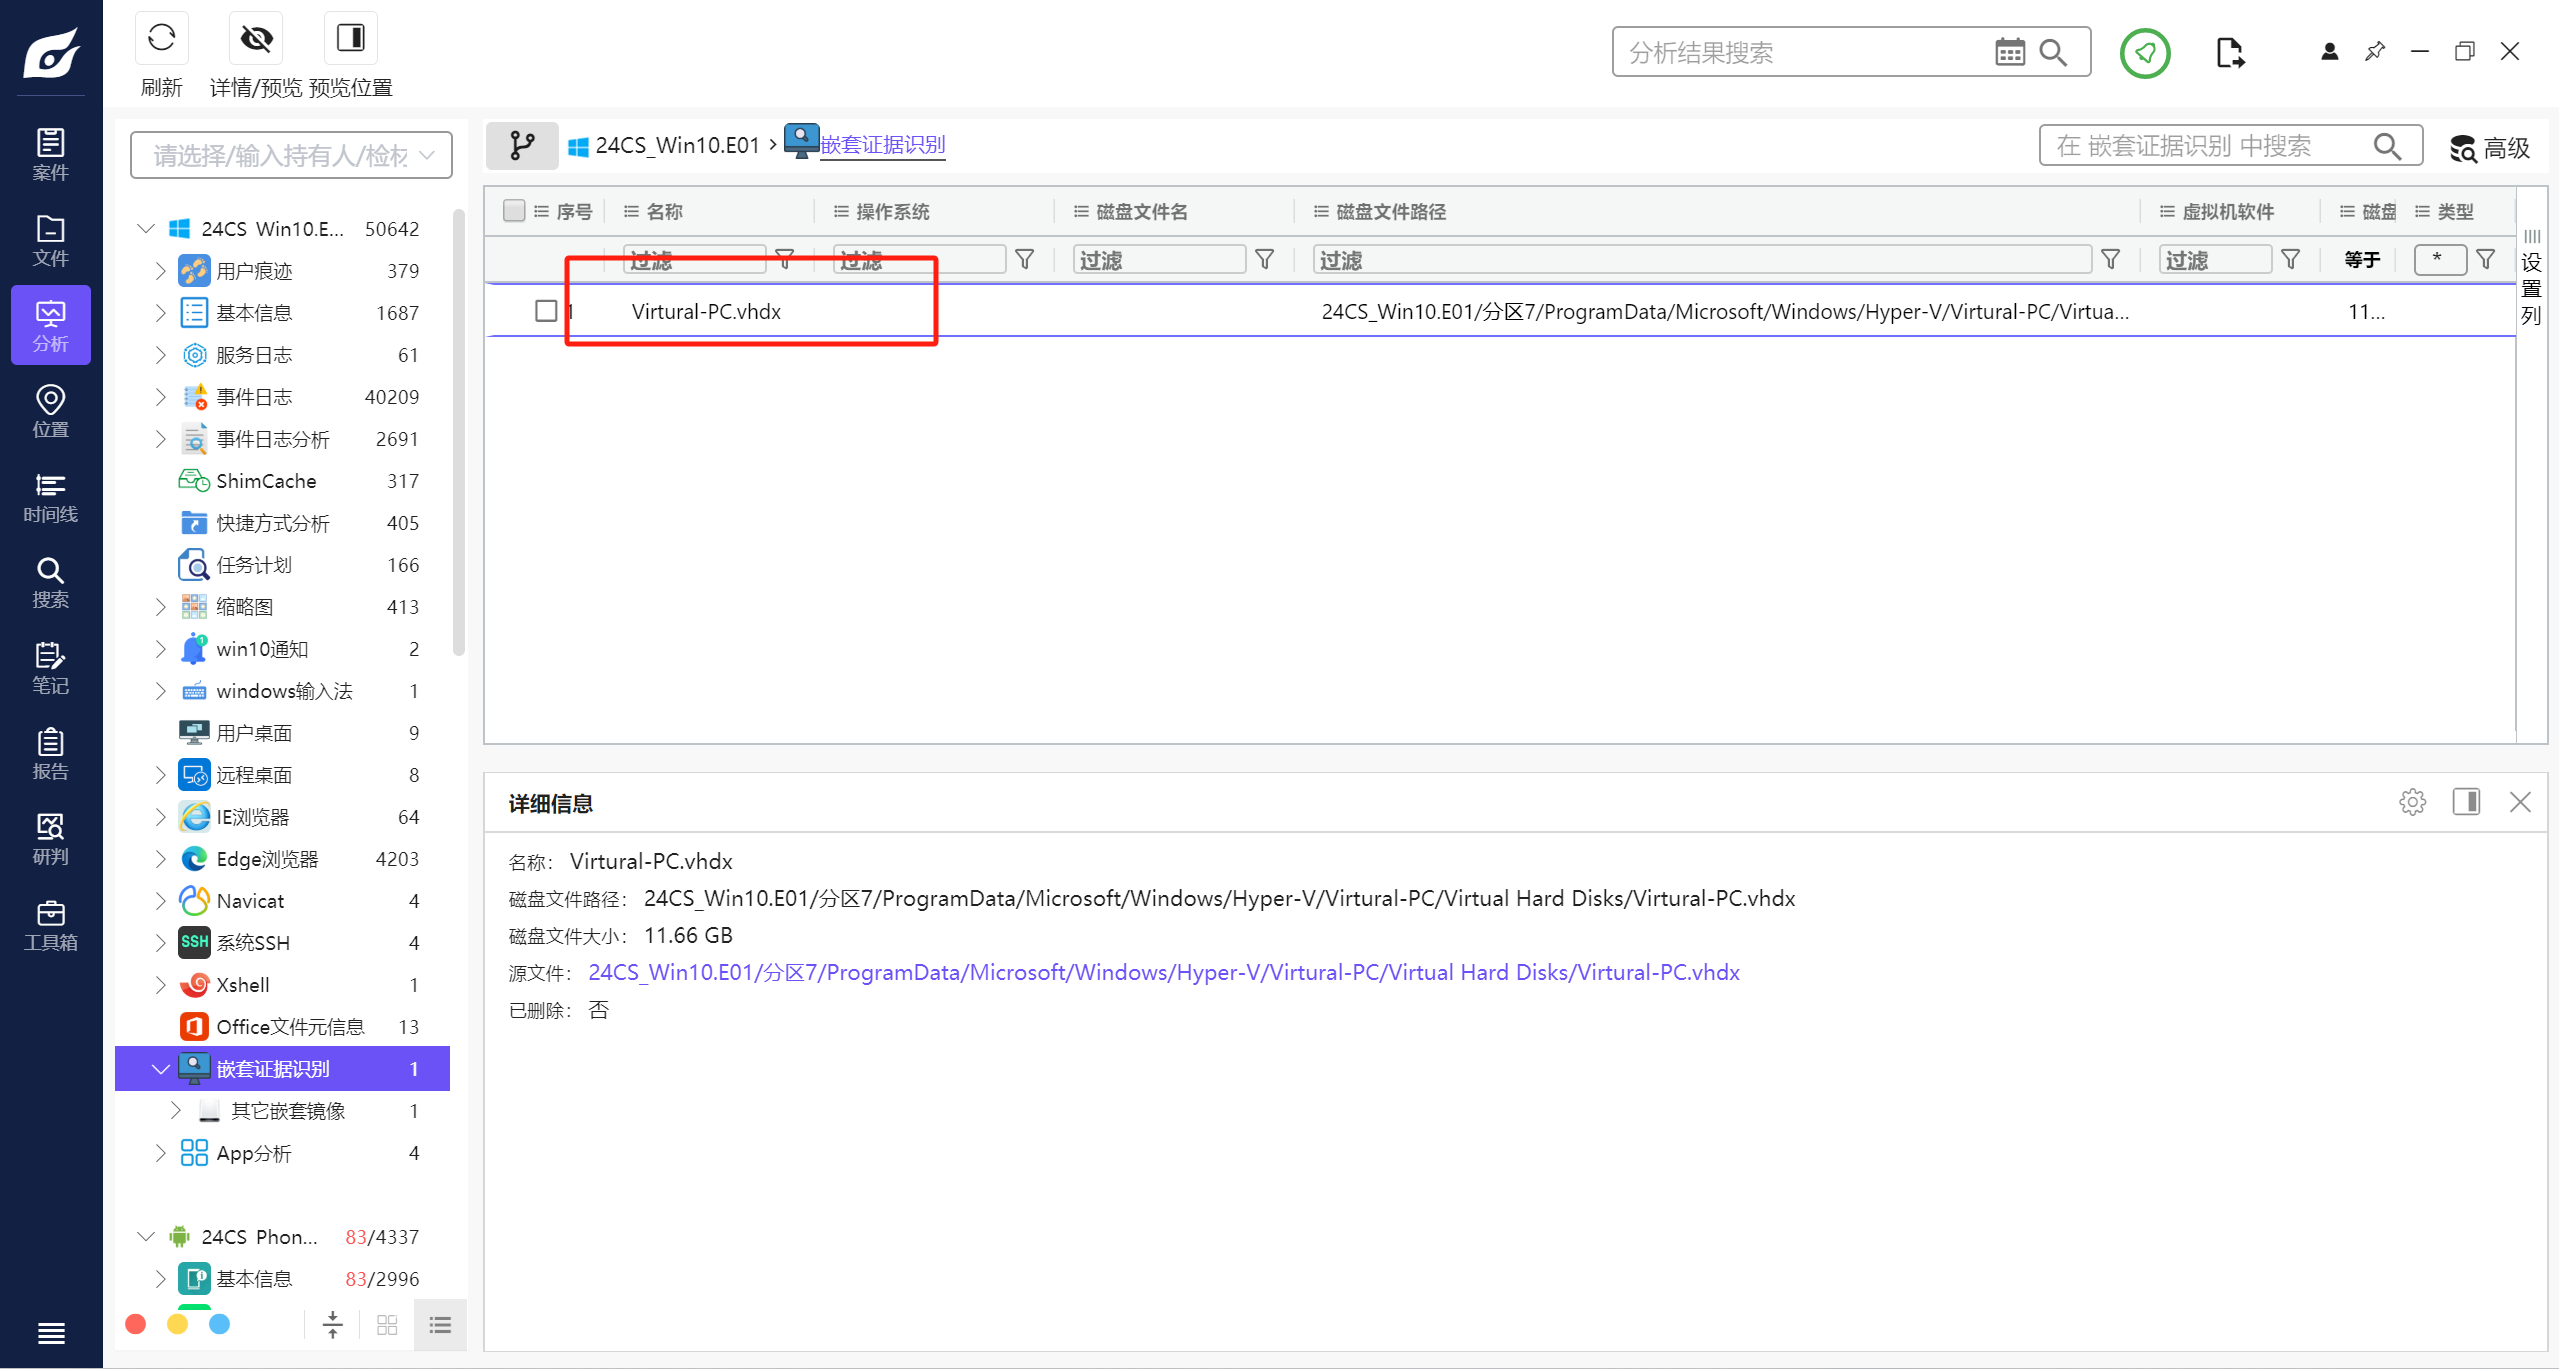 刷新
详情/预览
预览位置
分析结果搜索
案件
文件
分析
位置
时间线
搜索
笔记
报告
研判
工具箱
24CS_Win10.E... 50642
用户痕迹 379
基本信息 1687
服务日志 61
事件日志 40209
事件日志分析 2691
ShimCache 317
快捷方式分析 405
任务计划 166
缩略图 413
win10通知 2
windows输入法 1
用户桌面 9
远程桌面 8
IE浏览器 64
Edge浏览器 4203
Navicat 4
SSH 系统SSH 4
Xshell 1
Office文件元信息 13
嵌套证据识别 1
其它嵌套镜像 1
App分析 4
24CS_Phon... 83/4337
基本信息 83/2996
24CS_Win10.E01 › 嵌套证据识别
在 嵌套证据识别 中搜索
高级
序号 名称 操作系统 磁盘文件名 磁盘文件路径 虚拟机软件 磁盘 类型
过滤 过滤 过滤 过滤 过滤 等于 *
1 Virtural-PC.vhdx 24CS_Win10.E01/分区7/ProgramData/Microsoft/Windows/Hyper-V/Virtural-PC/Virtua... 11...
设置列
详细信息
名称： Virtural-PC.vhdx
磁盘文件路径： 24CS_Win10.E01/分区7/ProgramData/Microsoft/Windows/Hyper-V/Virtural-PC/Virtual Hard Disks/Virtural-PC.vhdx
磁盘文件大小： 11.66 GB
源文件： 24CS_Win10.E01/分区7/ProgramData/Microsoft/Windows/Hyper-V/Virtural-PC/Virtual Hard Disks/Virtural-PC.vhdx
已删除： 否
请选择/输入持有人/检